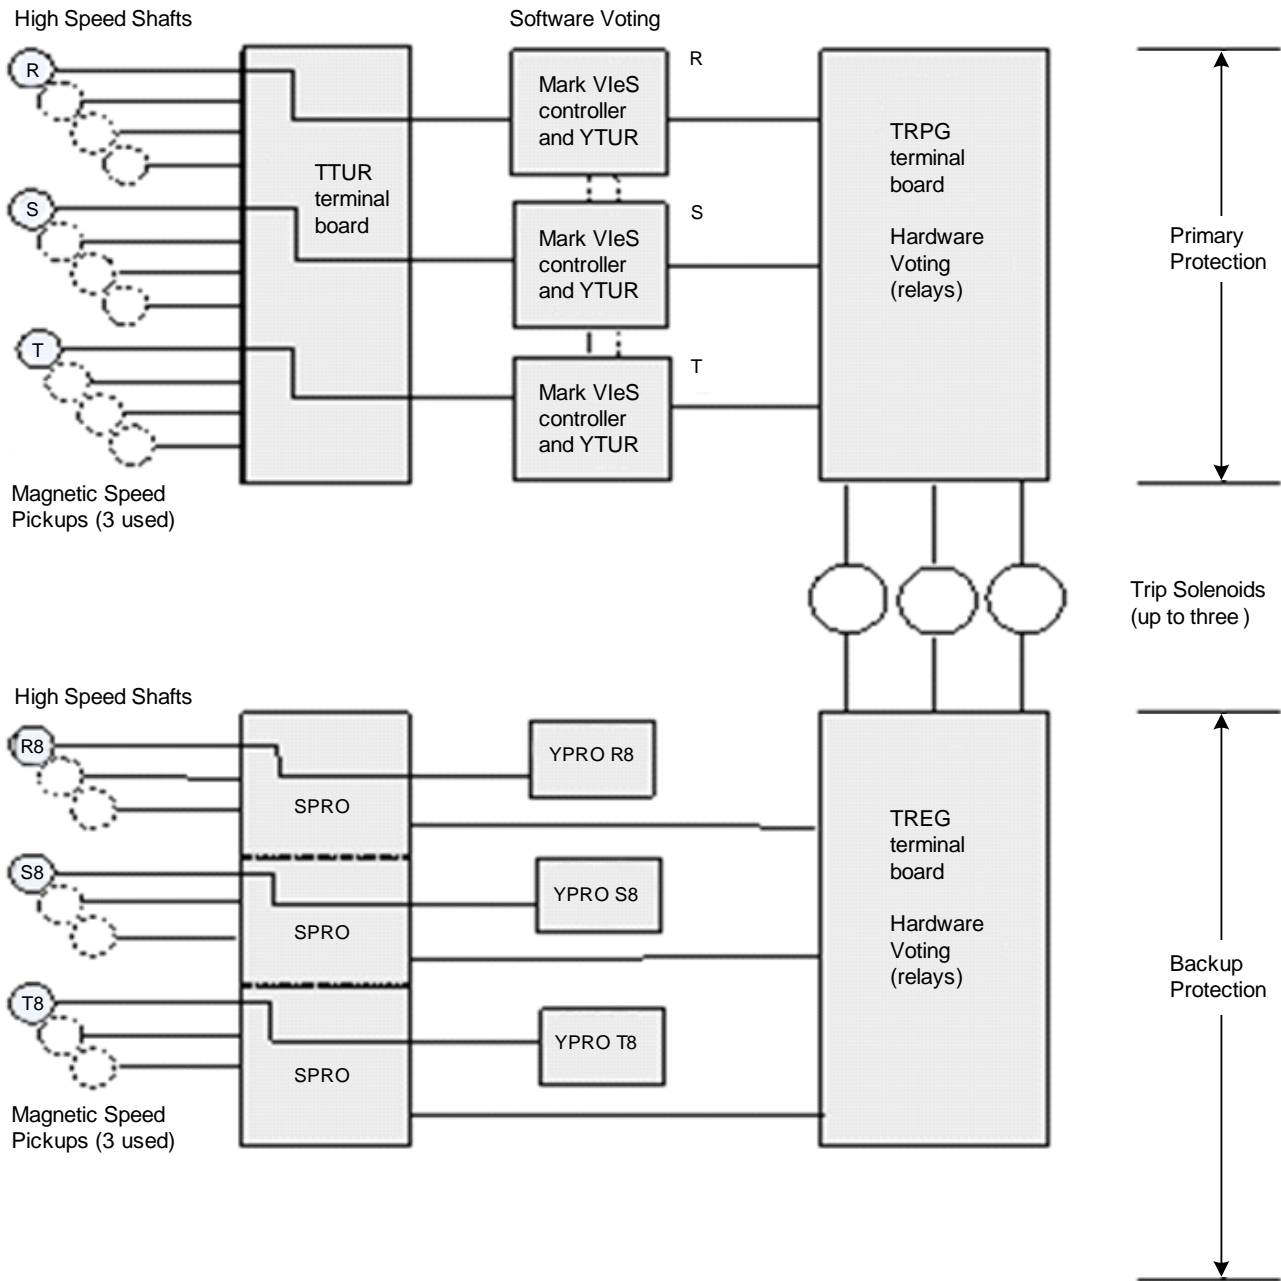 High Speed Shafts
Software Voting
R
Mark VIeS
controller
and YTUR
R
TRPG
terminal
board
Hardware
Voting
(relays)
TTUR
terminal
board
S
Mark VIeS
controller
and YTUR
S
Primary
Protection
T
Mark VIeS
controller
and YTUR
T
Magnetic Speed
Pickups (3 used)
Trip Solenoids
(up to three )
High Speed Shafts
R8
YPRO R8
SPRO
TREG
terminal
board
Hardware
Voting
(relays)
S8
YPRO S8
SPRO
Backup
Protection
T8
YPRO T8
SPRO
Magnetic Speed
Pickups (3 used)